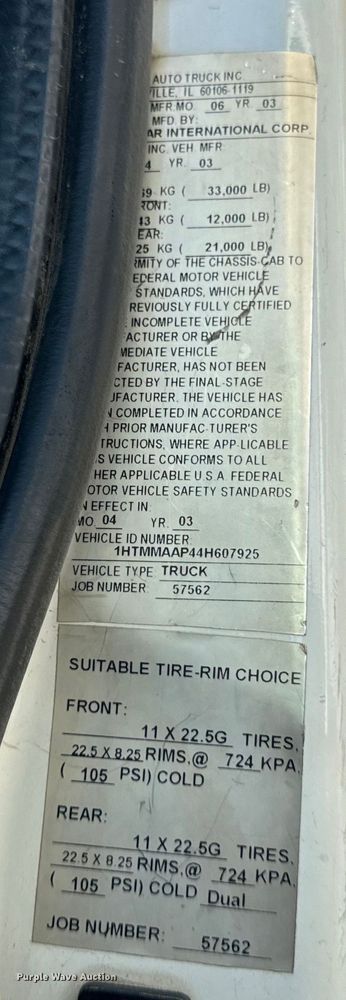 AUTO TRUCK INC
VILLE, IL 60106-1119
MFR.MO. 06 YR 03
MFD BY:
AR INTERNATIONAL CORP.
INC. VEH MFR
4 YR. 03
59 KG ( 33,000 LB)
RONT:
43 KG ( 12,000 LB)
EAR:
25 KG ( 21,000 LB)
RMITY OF THE CHASSIS-CAB TO
EDERAL MOTOR VEHICLE
STANDARDS, WHICH HAVE
REVIOUSLY FULLY CERTIFIED
INCOMPLETE VEHICLE
ACTURER OR BY THE
MEDIATE VEHICLE
FACTURER, HAS NOT BEEN
CTED BY THE FINAL-STAGE
UFACTURER. THE VEHICLE HAS
N COMPLETED IN ACCORDANCE
H PRIOR MANUFAC-TURER'S
TRUCTIONS, WHERE APP-LICABLE
S VEHICLE CONFORMS TO ALL
HER APPLICABLE U.S.A. FEDERAL
OTOR VEHICLE SAFETY STANDARDS
N EFFECT IN:
MO. 04 YR. 03
VEHICLE ID NUMBER:
1HTMMAAP44H607925
VEHICLE TYPE: TRUCK
JOB NUMBER: 57562
SUITABLE TIRE-RIM CHOICE
FRONT:
11 X 22.5G TIRES,
22.5 X 8.25 RIMS,@ 724 KPA,
( 105 PSI) COLD
REAR:
11 X 22.5G TIRES,
22.5 X 8.25 RIMS,@ 724 KPA,
( 105 PSI) COLD Dual
JOB NUMBER: 57562
Purple Wave Auction